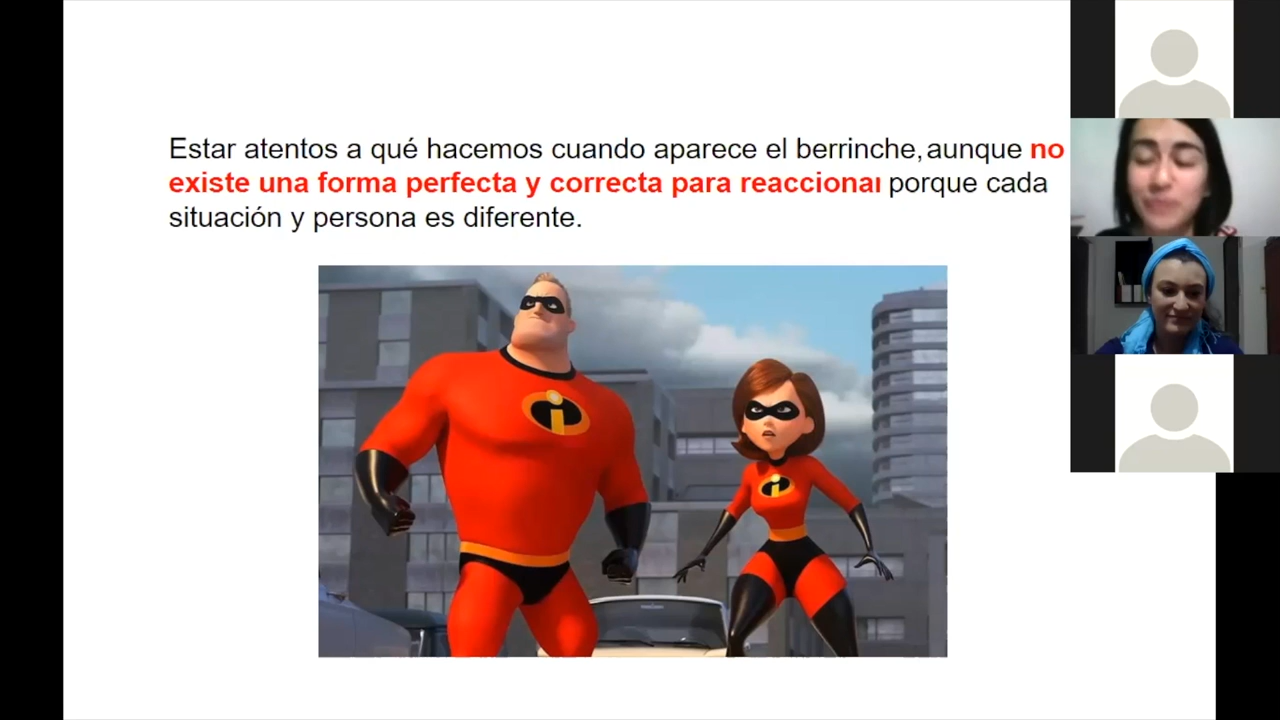 Estar atentos a qué hacemos cuando aparece el berrinche, aunque no
existe una forma perfecta y correcta para reaccionar porque cada
situación y persona es diferente.